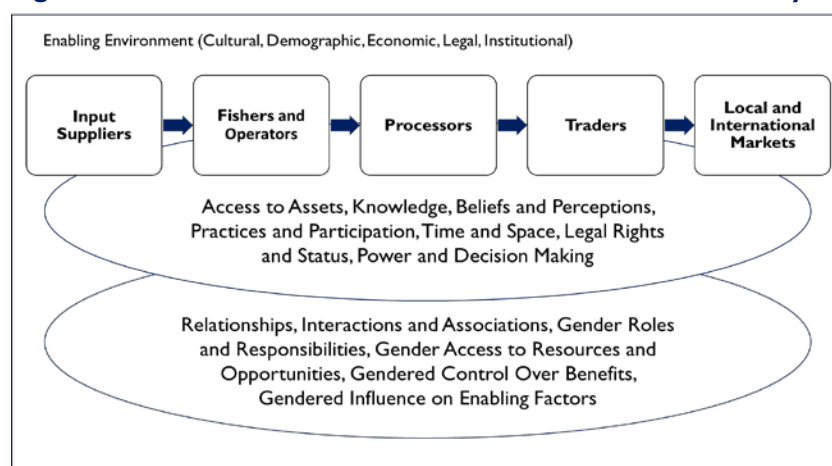 Enabling Environment (Cultural, Demographic, Economic, Legal, Institutional)
Input
Suppliers
Fishers and
Operators
Processors
Traders
Local and
International
Markets
Access to Assets, Knowledge, Beliefs and Perceptions,
Practices and Participation, Time and Space, Legal Rights
and Status, Power and Decision Making
Relationships, Interactions and Associations, Gender Roles
and Responsibilities, Gender Access to Resources and
Opportunities, Gendered Control Over Benefits,
Gendered Influence on Enabling Factors